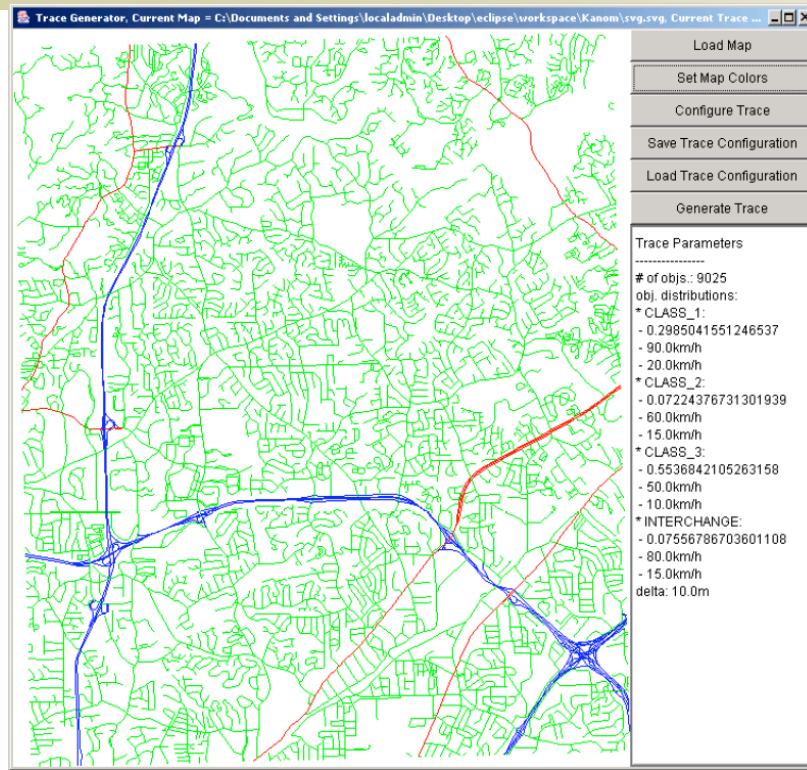 Trace Generator, Current Map = C:\Documents and Settings\localadmin\Desktop\eclipse\workspace\Kanom\svg.svg, Current Trace ...
Load Map
Set Map Colors
Configure Trace
Save Trace Configuration
Load Trace Configuration
Generate Trace
Trace Parameters
----------------
# of objs.: 9025
obj. distributions:
* CLASS_1:
- 0.2985041551246537
- 90.0km/h
- 20.0km/h
* CLASS_2:
- 0.07224376731301939
- 60.0km/h
- 15.0km/h
* CLASS_3:
- 0.5536842105263158
- 50.0km/h
- 10.0km/h
* INTERCHANGE:
- 0.07556786703601108
- 80.0km/h
- 15.0km/h
delta: 10.0m